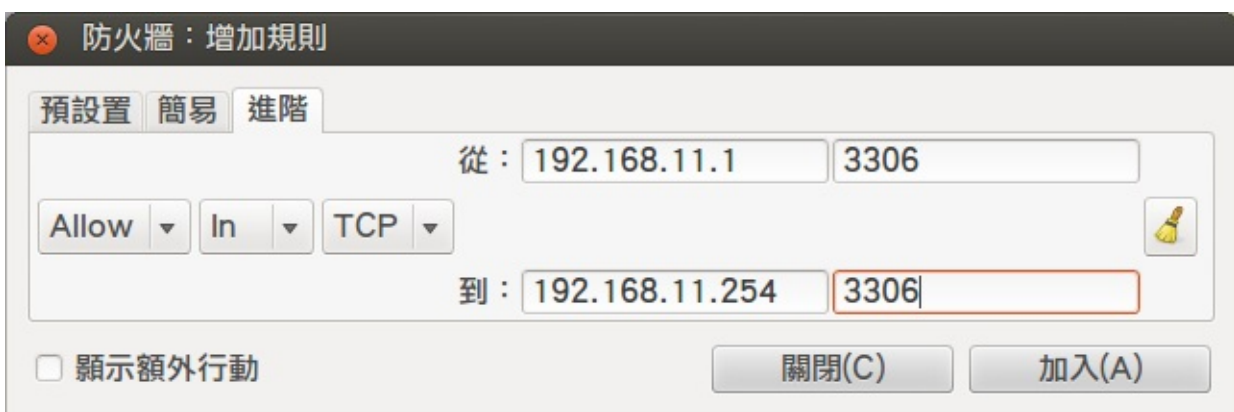 防火牆：增加規則
預設置 簡易 進階
從： 192.168.11.1 3306
Allow In TCP
到： 192.168.11.254 3306
顯示額外行動 關閉(C) 加入(A)